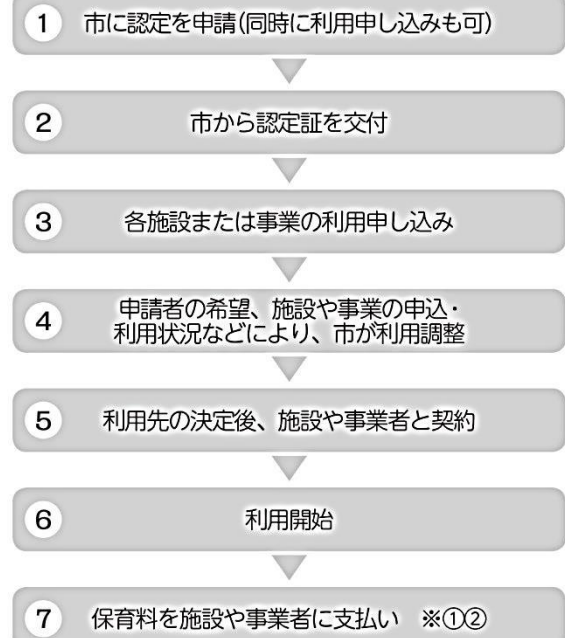 1 市に認定を申請(同時に利用申し込みも可)
2 市から認定証を交付
3 各施設または事業の利用申し込み
4 申請者の希望、施設や事業の申込・
利用状況などにより、市が利用調整
5 利用先の決定後、施設や事業者と契約
6 利用開始
7 保育料を施設や事業者に支払い ※①②